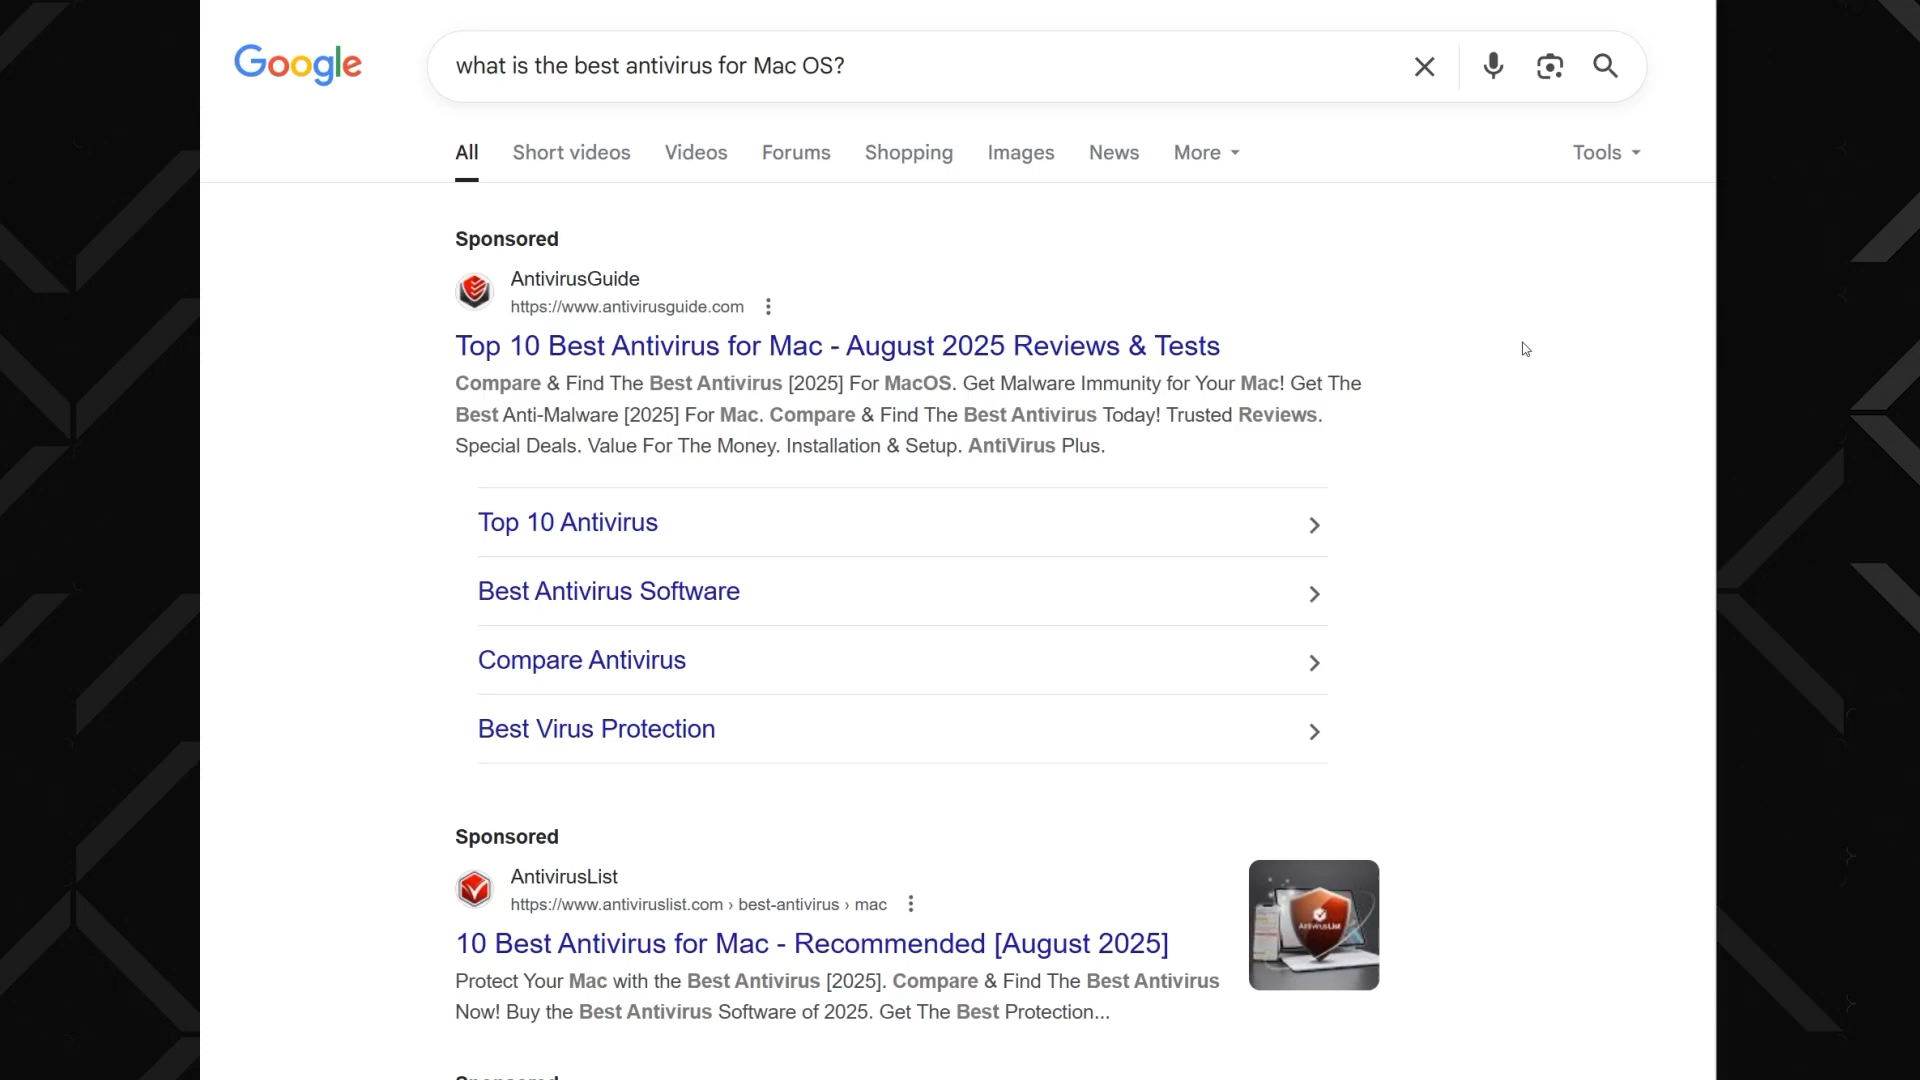 Google
what is the best antivirus for Mac OS?
All Short videos Videos Forums Shopping Images News More Tools
Sponsored
AntivirusGuide
https://www.antivirusguide.com
Top 10 Best Antivirus for Mac - August 2025 Reviews & Tests
Compare & Find The Best Antivirus [2025] For MacOS. Get Malware Immunity for Your Mac! Get The
Best Anti-Malware [2025] For Mac. Compare & Find The Best Antivirus Today! Trusted Reviews.
Special Deals. Value For The Money. Installation & Setup. AntiVirus Plus.
Top 10 Antivirus
Best Antivirus Software
Compare Antivirus
Best Virus Protection
Sponsored
AntivirusList
https://www.antiviruslist.com › best-antivirus › mac
10 Best Antivirus for Mac - Recommended [August 2025]
Protect Your Mac with the Best Antivirus [2025]. Compare & Find The Best Antivirus
Now! Buy the Best Antivirus Software of 2025. Get The Best Protection...
AntivirusList
Sponsored